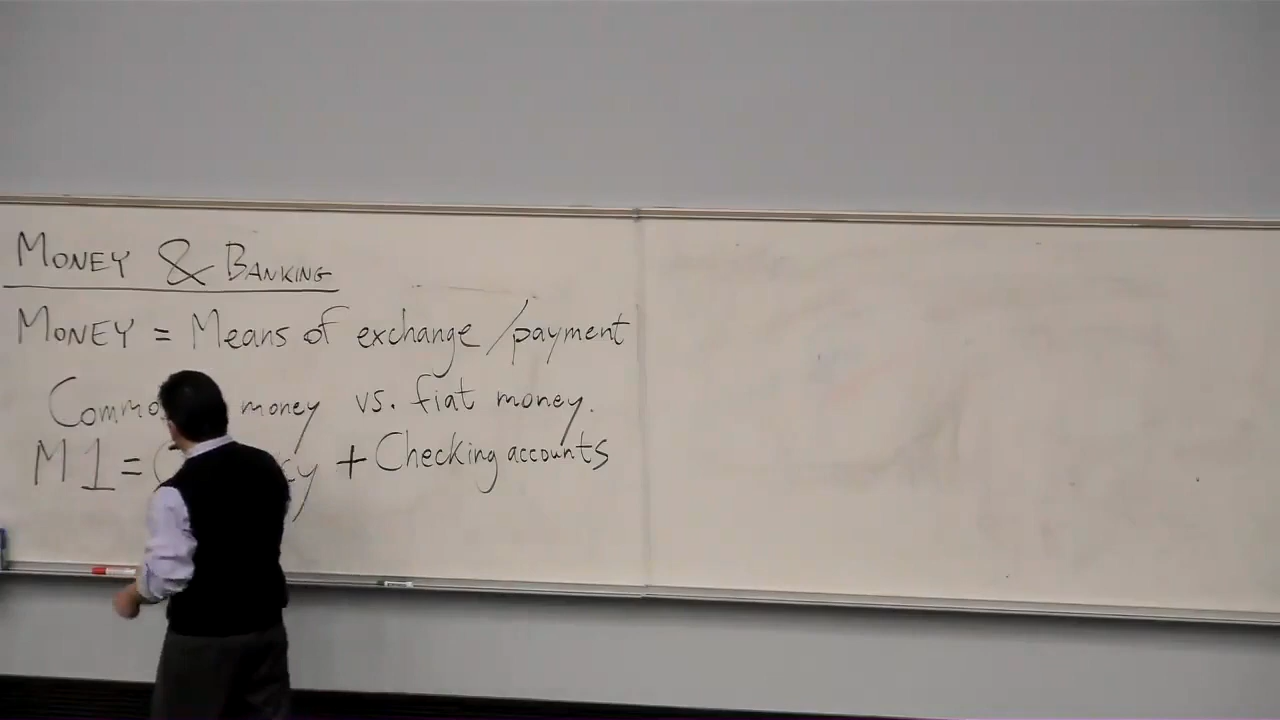 MONEY & BANKING
MONEY = Means of exchange/payment
money vs. fiat money.
M1 = + Checking accounts